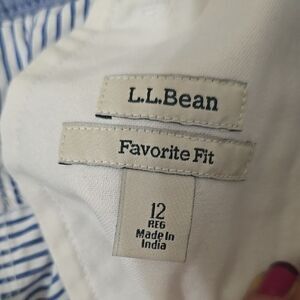 L.L.Bean
Favorite Fit
12
REG
Made In
India